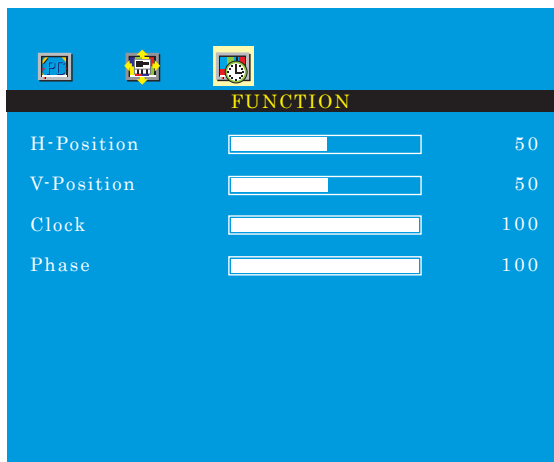 PC
FUNCTION
H-Position 50
V-Position 50
Clock 100
Phase 100